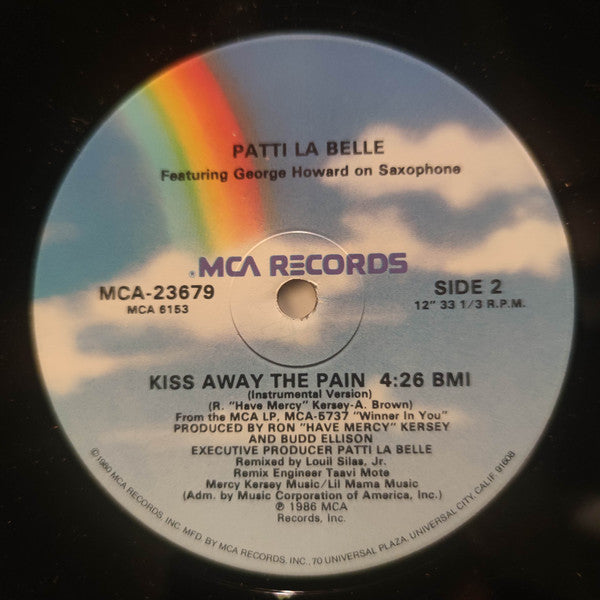 PATTI LA BELLE
Featuring George Howard on Saxophone
®MCA RECORDS
MCA-23679
MCA 6153
SIDE 2
12" 33 1/3 R.P.M.
KISS AWAY THE PAIN 4:26 BMI
(Instrumental Version)
(R. "Have Mercy" Kersey-A. Brown)
From the MCA LP, MCA-5737 "Winner In You"
PRODUCED BY RON "HAVE MERCY" KERSEY
AND BUDD ELLISON
EXECUTIVE PRODUCER PATTI LA BELLE
Remixed by Louil Silas, Jr.
Remix Engineer Taavi Mote
Mercy Kersey Music/Lil Mama Music
(Adm. by Music Corporation of America, Inc.)
℗ 1986 MCA
Records, Inc.
©1980 MCA RECORDS, INC. MFD. BY MCA RECORDS, INC., 70 UNIVERSAL PLAZA, UNIVERSAL CITY, CALIF. 91608